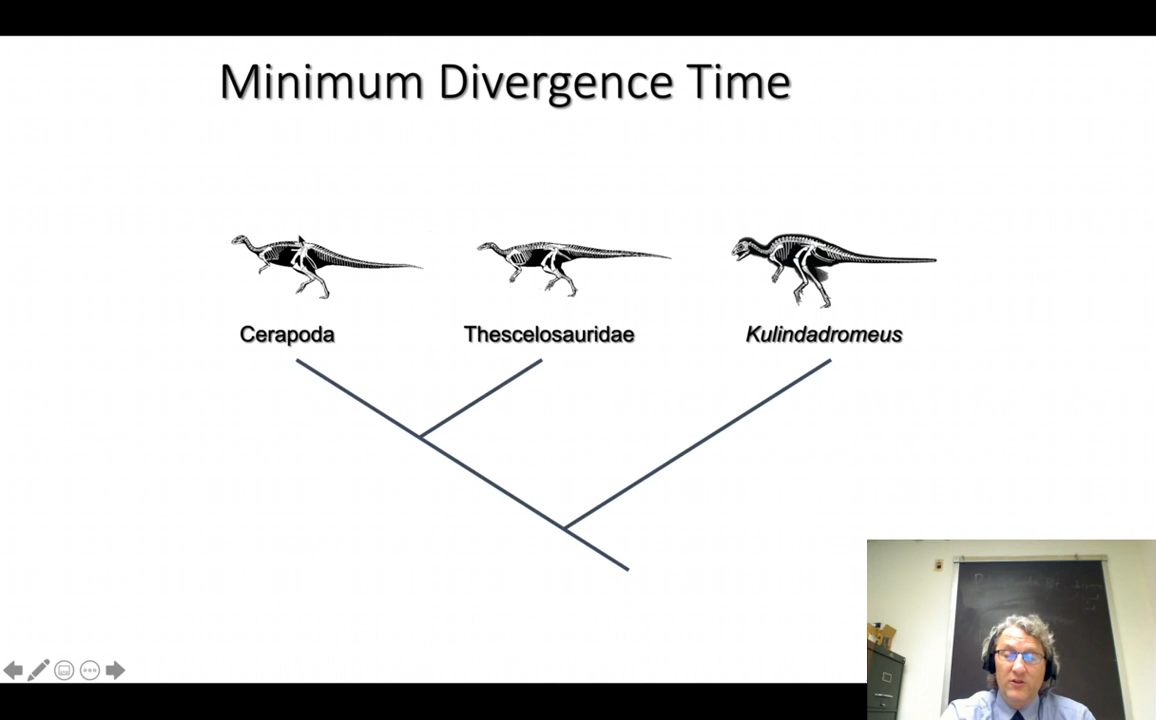 Minimum Divergence Time
Cerapoda
Thescelosauridae
Kulindadromeus